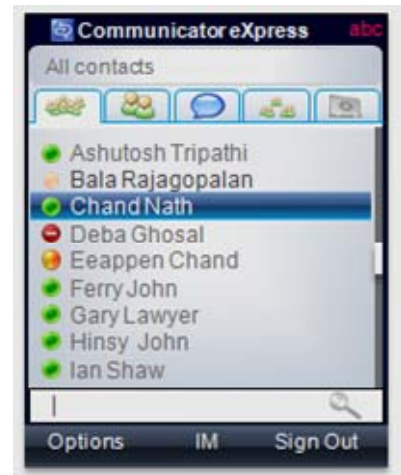 Communicator eXpress abc
All contacts
Ashutosh Tripathi
Bala Rajagopalan
Chand Nath
Deba Ghosal
Eeappen Chand
Ferry John
Gary Lawyer
Hinsy John
Ian Shaw
Options IM Sign Out